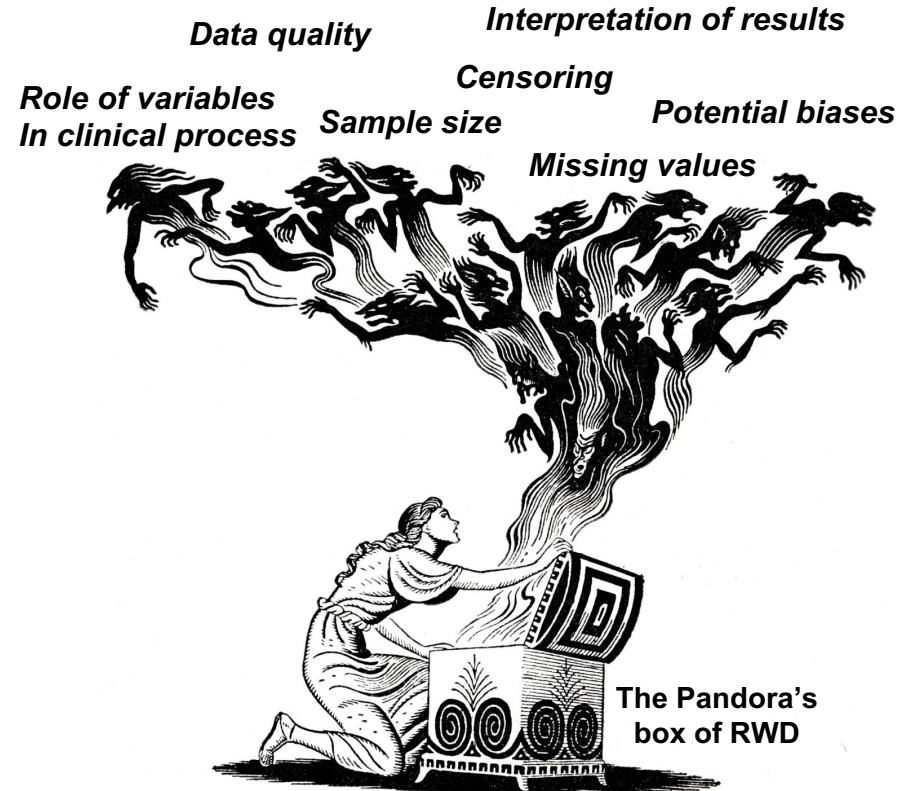 Data quality
Interpretation of results
Censoring
Role of variables
In clinical process
Sample size
Potential biases
Missing values
The Pandora's
box of RWD